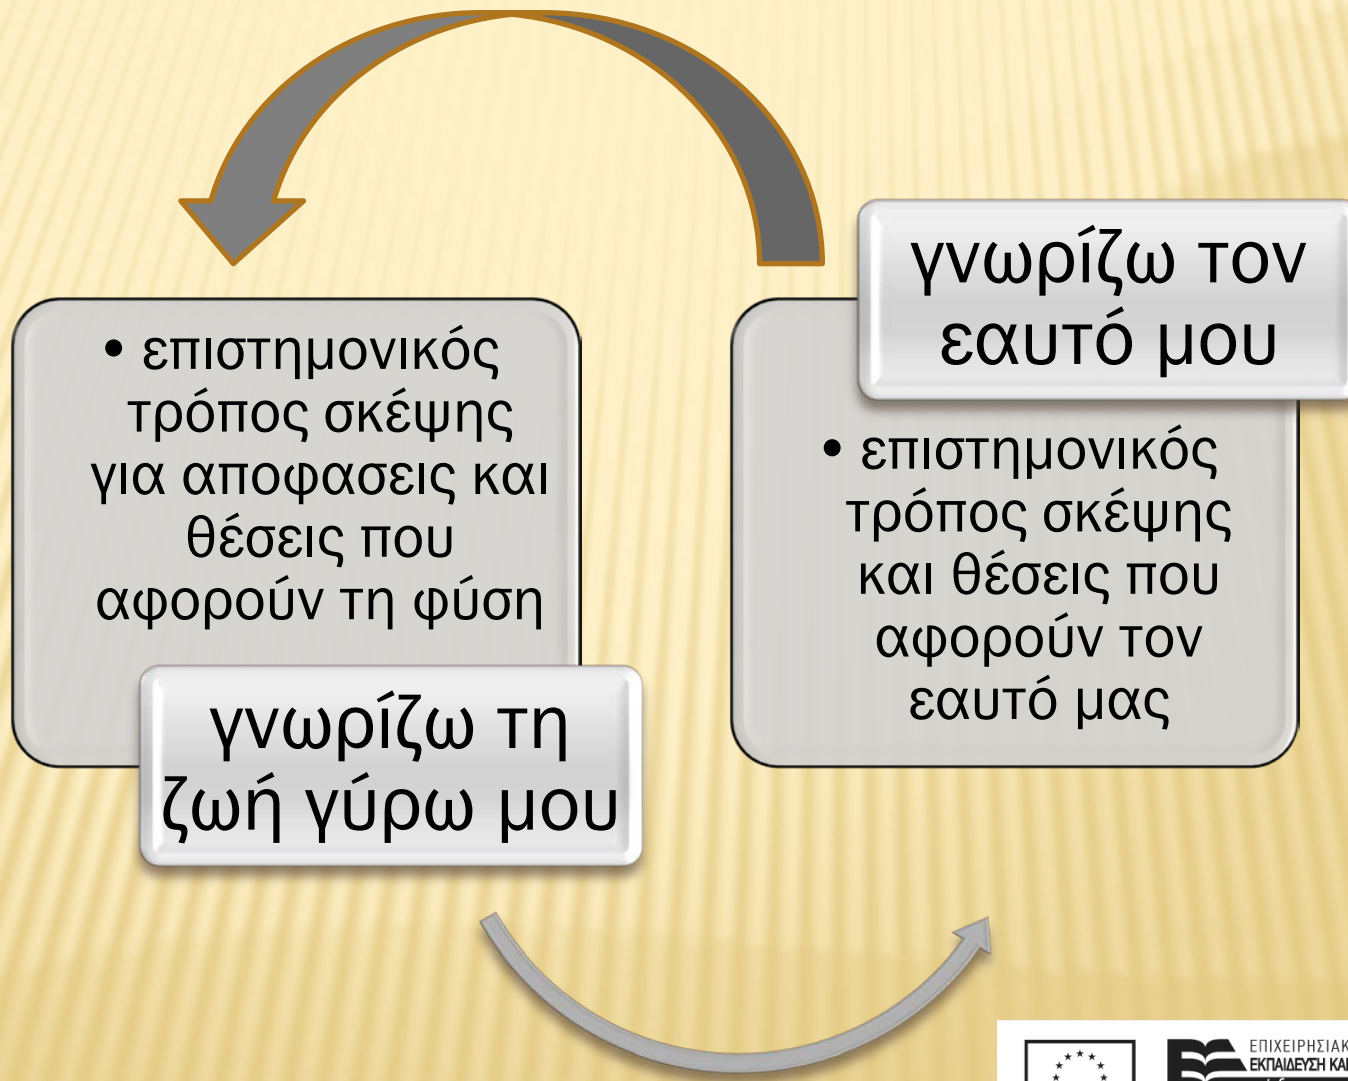 • επιστημονικός
τρόπος σκέψης
για αποφασεις και
θέσεις που
αφορούν τη φύση
γνωρίζω τη
ζωή γύρω μου
γνωρίζω τον
εαυτό μου
• επιστημονικός
τρόπος σκέψης
και θέσεις που
αφορούν τον
εαυτό μας
ΕΠΙΧΕΙΡΗΣΙΑΚ
ΕΚΠΑΙΔΕΥΣΗ ΚΑΙ